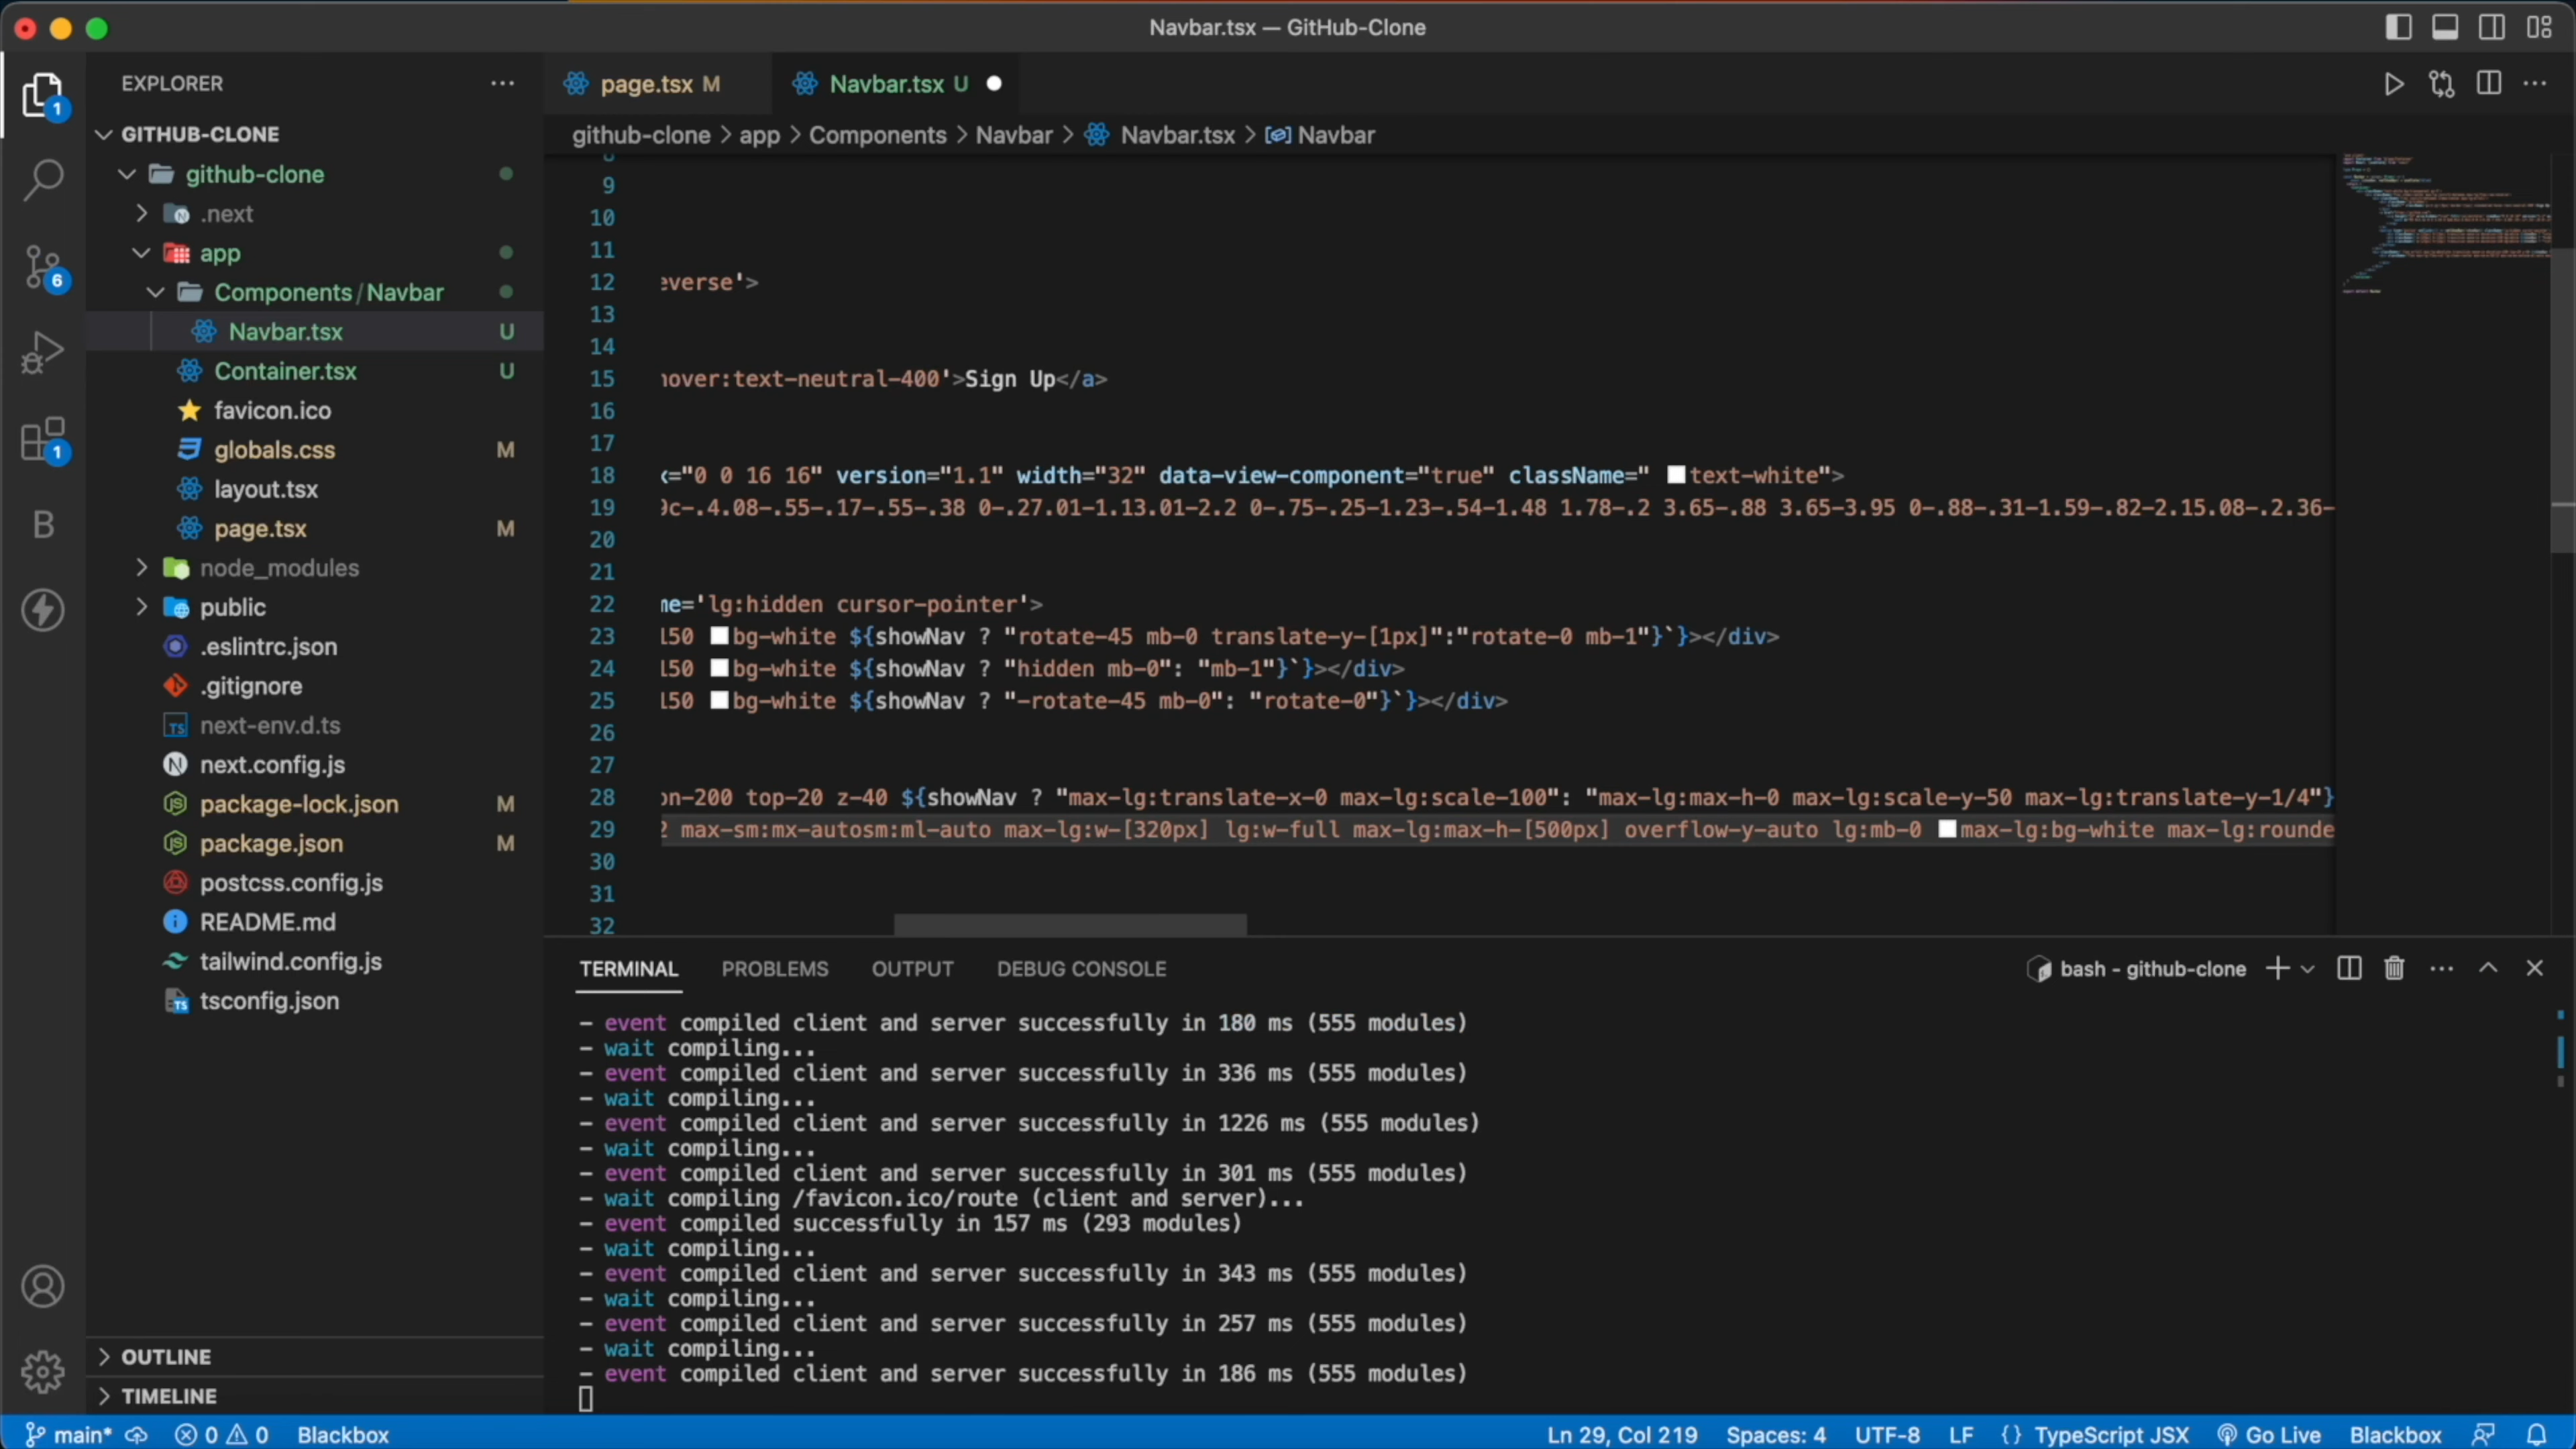 Navbar.tsx — GitHub-Clone
EXPLORER
GITHUB-CLONE
github-clone
.next
app
Components/Navbar
Navbar.tsx U
Container.tsx U
favicon.ico
globals.css M
layout.tsx
page.tsx M
node_modules
public
.eslintrc.json
.gitignore
next-env.d.ts
next.config.js
package-lock.json M
package.json M
postcss.config.js
README.md
tailwind.config.js
tsconfig.json
OUTLINE
TIMELINE
1
6
1
B
page.tsx M
Navbar.tsx U
github-clone > app > Components > Navbar > Navbar.tsx > Navbar
9
10
11
12 everse'>
13
14
15 hover:text-neutral-400'>Sign Up</a>
16
17
18 x="0 0 16 16" version="1.1" width="32" data-view-component="true" className=" text-white">
19 9c-.4.08-.55-.17-.55-.38 0-.27.01-1.13.01-2.2 0-.75-.25-1.23-.54-1.48 1.78-.2 3.65-.88 3.65-3.95 0-.88-.31-1.59-.82-2.15.08-.2.36-
20
21
22 me='lg:hidden cursor-pointer'>
23 150 bg-white ${showNav ? "rotate-45 mb-0 translate-y-[1px]":"rotate-0 mb-1"}`}></div>
24 150 bg-white ${showNav ? "hidden mb-0": "mb-1"}`}></div>
25 150 bg-white ${showNav ? "-rotate-45 mb-0": "rotate-0"}`}></div>
26
27
28 on-200 top-20 z-40 ${showNav ? "max-lg:translate-x-0 max-lg:scale-100": "max-lg:max-h-0 max-lg:scale-y-50 max-lg:translate-y-1/4"}
29 2 max-sm:mx-autosm:ml-auto max-lg:w-[320px] lg:w-full max-lg:max-h-[500px] overflow-y-auto lg:mb-0 max-lg:bg-white max-lg:rounde
30
31
32
TERMINAL PROBLEMS OUTPUT DEBUG CONSOLE
bash - github-clone
- event compiled client and server successfully in 180 ms (555 modules)
- wait compiling...
- event compiled client and server successfully in 336 ms (555 modules)
- wait compiling...
- event compiled client and server successfully in 1226 ms (555 modules)
- wait compiling...
- event compiled client and server successfully in 301 ms (555 modules)
- wait compiling /favicon.ico/route (client and server)...
- event compiled successfully in 157 ms (293 modules)
- wait compiling...
- event compiled client and server successfully in 343 ms (555 modules)
- wait compiling...
- event compiled client and server successfully in 257 ms (555 modules)
- wait compiling...
- event compiled client and server successfully in 186 ms (555 modules)
main* 0 0 Blackbox
Ln 29, Col 219 Spaces: 4 UTF-8 LF {} TypeScript JSX Go Live Blackbox